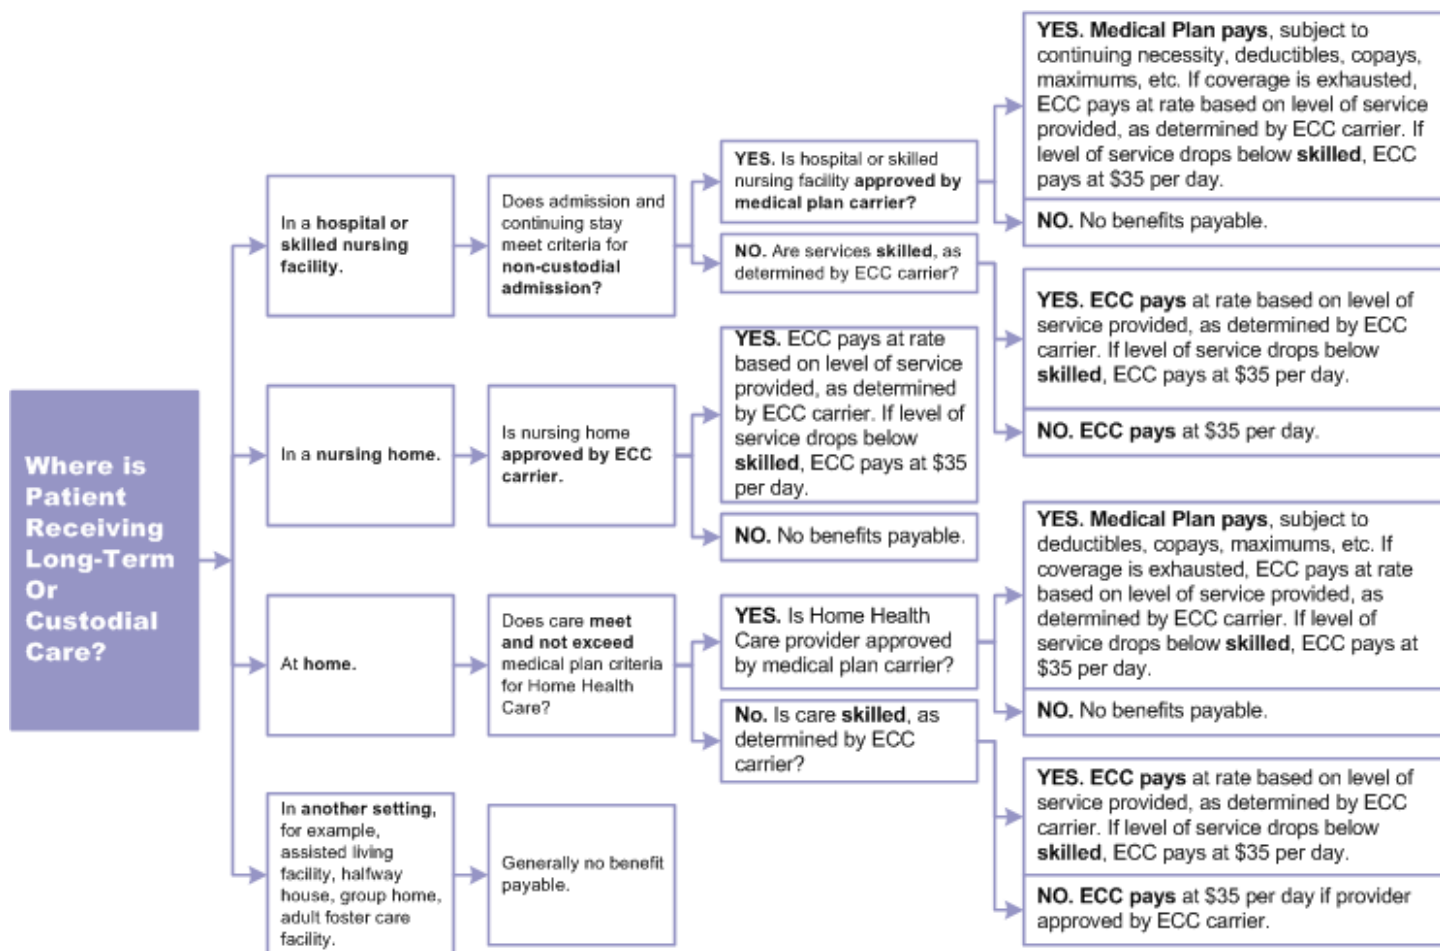 Where is
Patient
Receiving
Long-Term
Or
Custodial
Care?
In a hospital or
skilled nursing
facility.
Does admission and
continuing stay
meet criteria for
non-custodial
admission?
YES. Is hospital or skilled
nursing facility approved by
medical plan carrier?
YES. Medical Plan pays, subject to
continuing necessity, deductibles, copays,
maximums, etc. If coverage is exhausted,
ECC pays at rate based on level of service
provided, as determined by ECC carrier. If
level of service drops below skilled, ECC
pays at $35 per day.
NO. No benefits payable.
NO. Are services skilled, as
determined by ECC carrier?
YES. ECC pays at rate based on level of
service provided, as determined by ECC
carrier. If level of service drops below
skilled, ECC pays at $35 per day.
NO. ECC pays at $35 per day.
In a nursing home.
Is nursing home
approved by ECC
carrier.
YES. ECC pays at rate
based on level of service
provided, as determined
by ECC carrier. If level of
service drops below
skilled, ECC pays at $35
per day.
NO. No benefits payable.
At home.
Does care meet
and not exceed
medical plan criteria
for Home Health
Care?
YES. Is Home Health
Care provider approved
by medical plan carrier?
YES. Medical Plan pays, subject to
deductibles, copays, maximums, etc. If
coverage is exhausted, ECC pays at rate
based on level of service provided, as
determined by ECC carrier. If level of
service drops below skilled, ECC pays at
$35 per day.
NO. No benefits payable.
No. Is care skilled, as
determined by ECC
carrier?
YES. ECC pays at rate based on level of
service provided, as determined by ECC
carrier. If level of service drops below
skilled, ECC pays at $35 per day.
NO. ECC pays at $35 per day if provider
approved by ECC carrier.
In another setting,
for example,
assisted living
facility, halfway
house, group home,
adult foster care
facility.
Generally no benefit
payable.